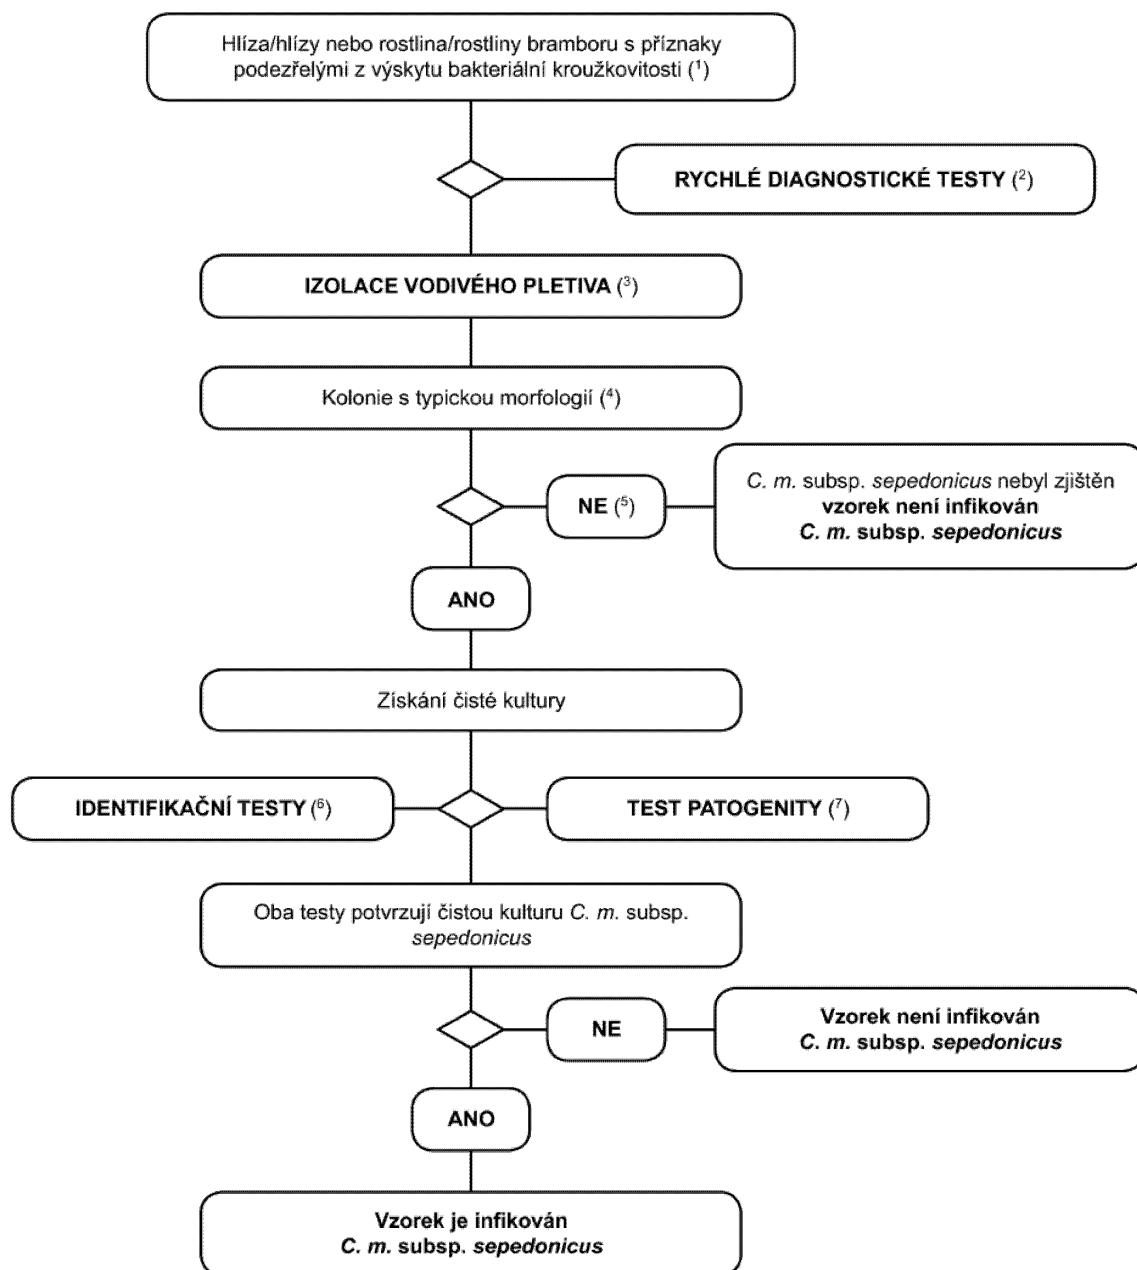 Hlíza/hlízy nebo rostlina/rostliny bramboru s příznaky
podezřelými z výskytu bakteriální kroužkovitosti (¹)
RYCHLÉ DIAGNOSTICKÉ TESTY (²)
IZOLACE VODIVÉHO PLETIVA (³)
Kolonie s typickou morfologií (⁴)
NE (⁵)
C. m. subsp. sepedonicus nebyl zjištěn
vzorek není infikován
C. m. subsp. sepedonicus
ANO
Získání čisté kultury
IDENTIFIKAČNÍ TESTY (⁶)
TEST PATOGENITY (⁷)
Oba testy potvrzují čistou kulturu C. m. subsp.
sepedonicus
NE
Vzorek není infikován
C. m. subsp. sepedonicus
ANO
Vzorek je infikován
C. m. subsp. sepedonicus